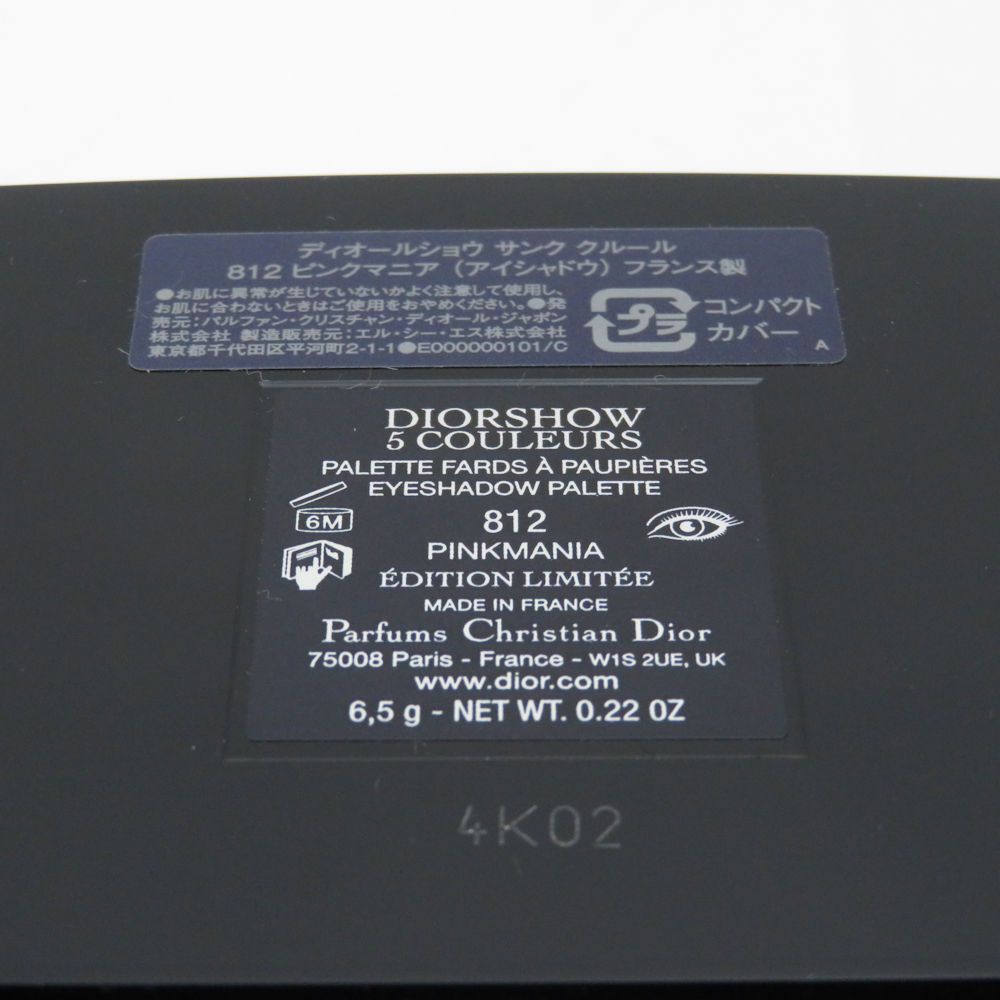 ディオールショウ サンク クルール
812 ピンクマニア（アイシャドウ）フランス製
●お肌に異常が生じていないかよく注意して使用し、
お肌に合わないときはご使用をおやめください。●発
売元:パルファン・クリスチャン・ディオール・ジャポン
株式会社 製造販売元:エル・シー・エス株式会社
東京都千代田区平河町2-1-1●E000000101/C
プラ
コンパクト
カバー
A
DIORSHOW
5 COULEURS
PALETTE FARDS À PAUPIÈRES
EYESHADOW PALETTE
6M
812
PINKMANIA
ÉDITION LIMITÉE
MADE IN FRANCE
Parfums Christian Dior
75008 Paris - France - W1S 2UE, UK
www.dior.com
6,5 g - NET WT. 0.22 OZ
4K02